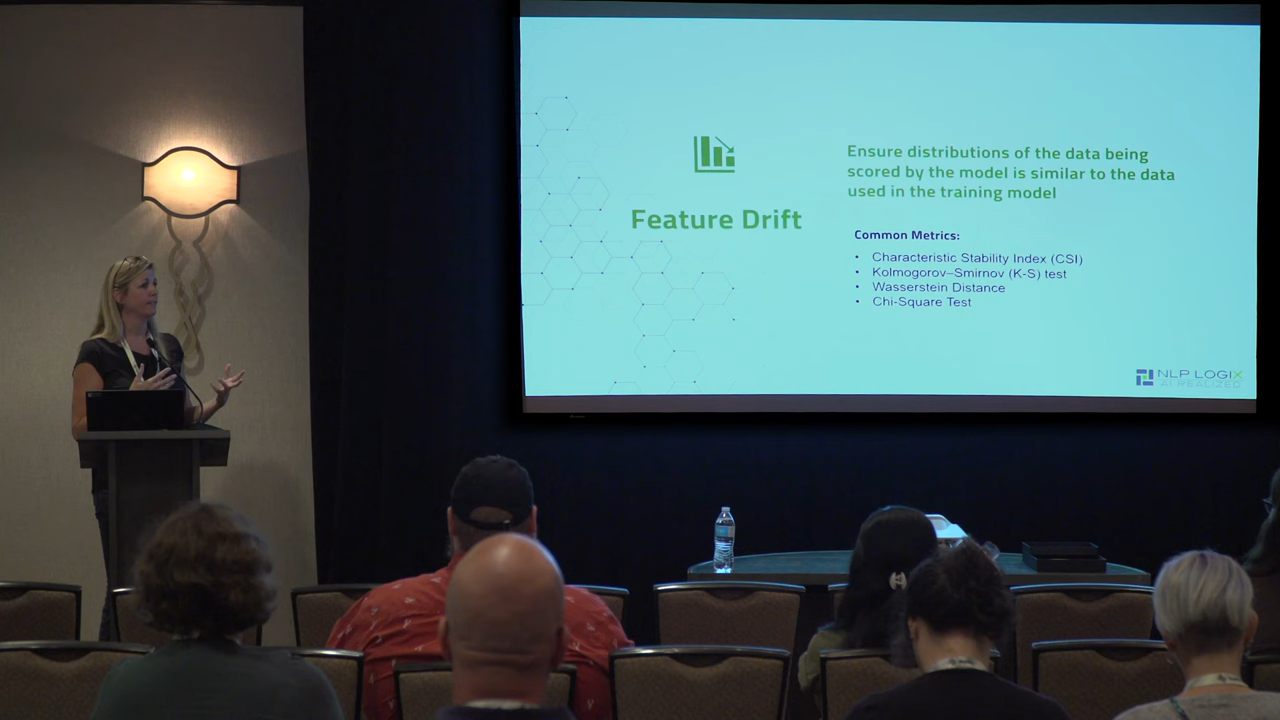 Feature Drift
Ensure distributions of the data being
scored by the model is similar to the data
used in the training model
Common Metrics:
• Characteristic Stability Index (CSI)
• Kolmogorov–Smirnov (K-S) test
• Wasserstein Distance
• Chi-Square Test
NLP LOGIX
AI REALIZED